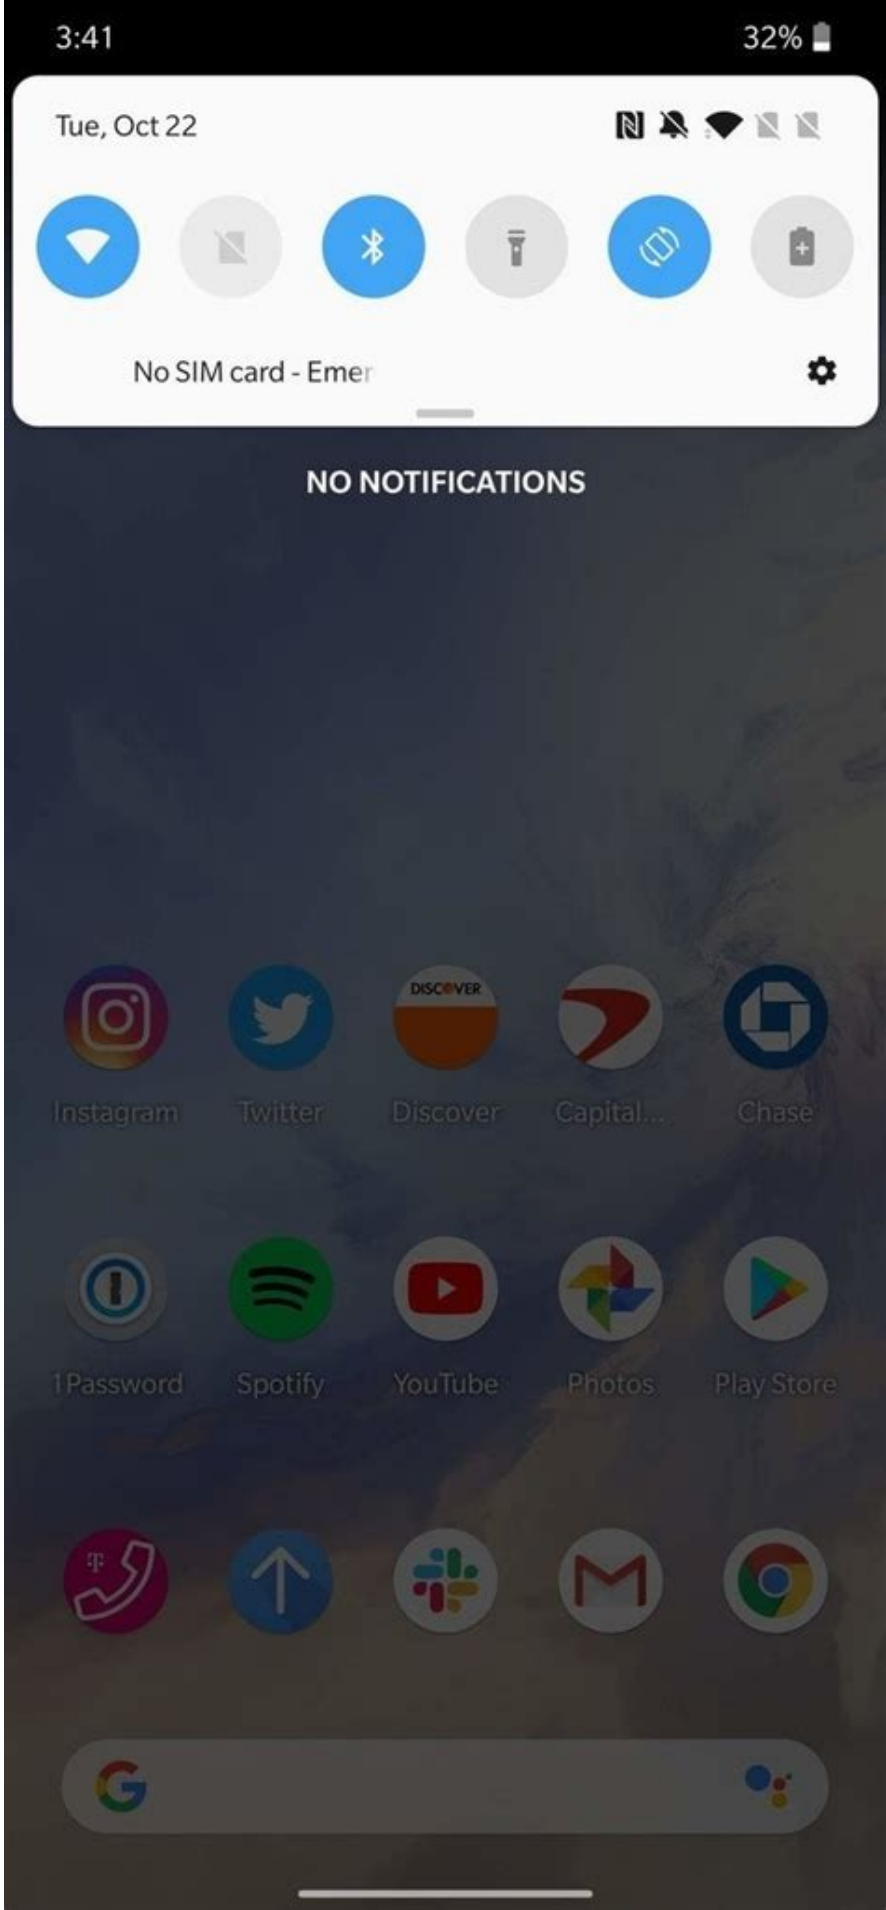 3:41 32%
Tue, Oct 22
No SIM card - Emer
NO NOTIFICATIONS
DISCOVER
Instagram Twitter Discover Capital... Chase
1Password Spotify YouTube Photos Play Store
T
G